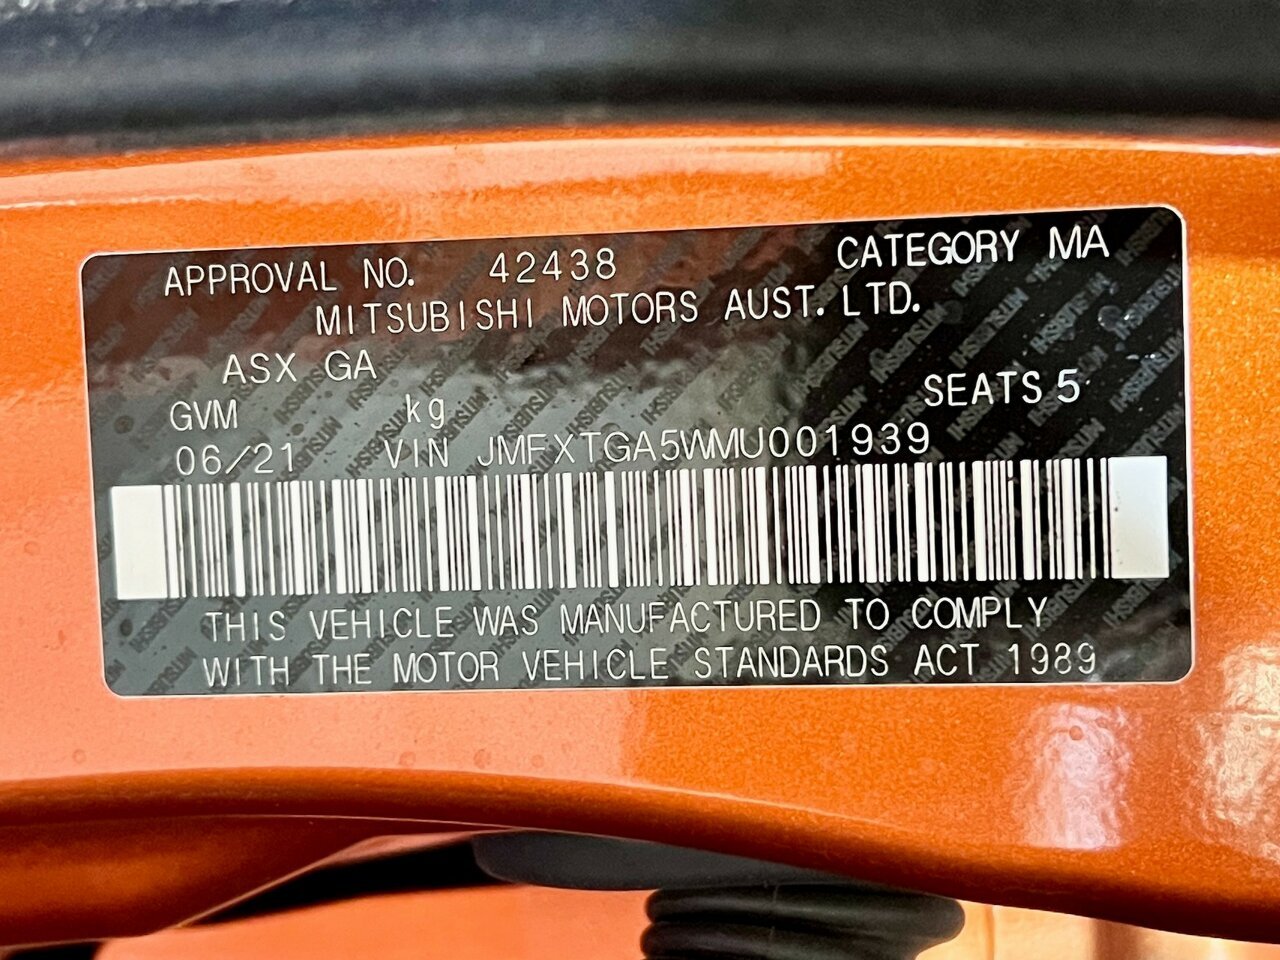 APPROVAL NO. 42438 CATEGORY MA
MITSUBISHI MOTORS AUST. LTD.
ASX GA
GVM kg SEATS 5
06/21 VIN JMFXTGA5WMU001939
THIS VEHICLE WAS MANUFACTURED TO COMPLY
WITH THE MOTOR VEHICLE STANDARDS ACT 1989